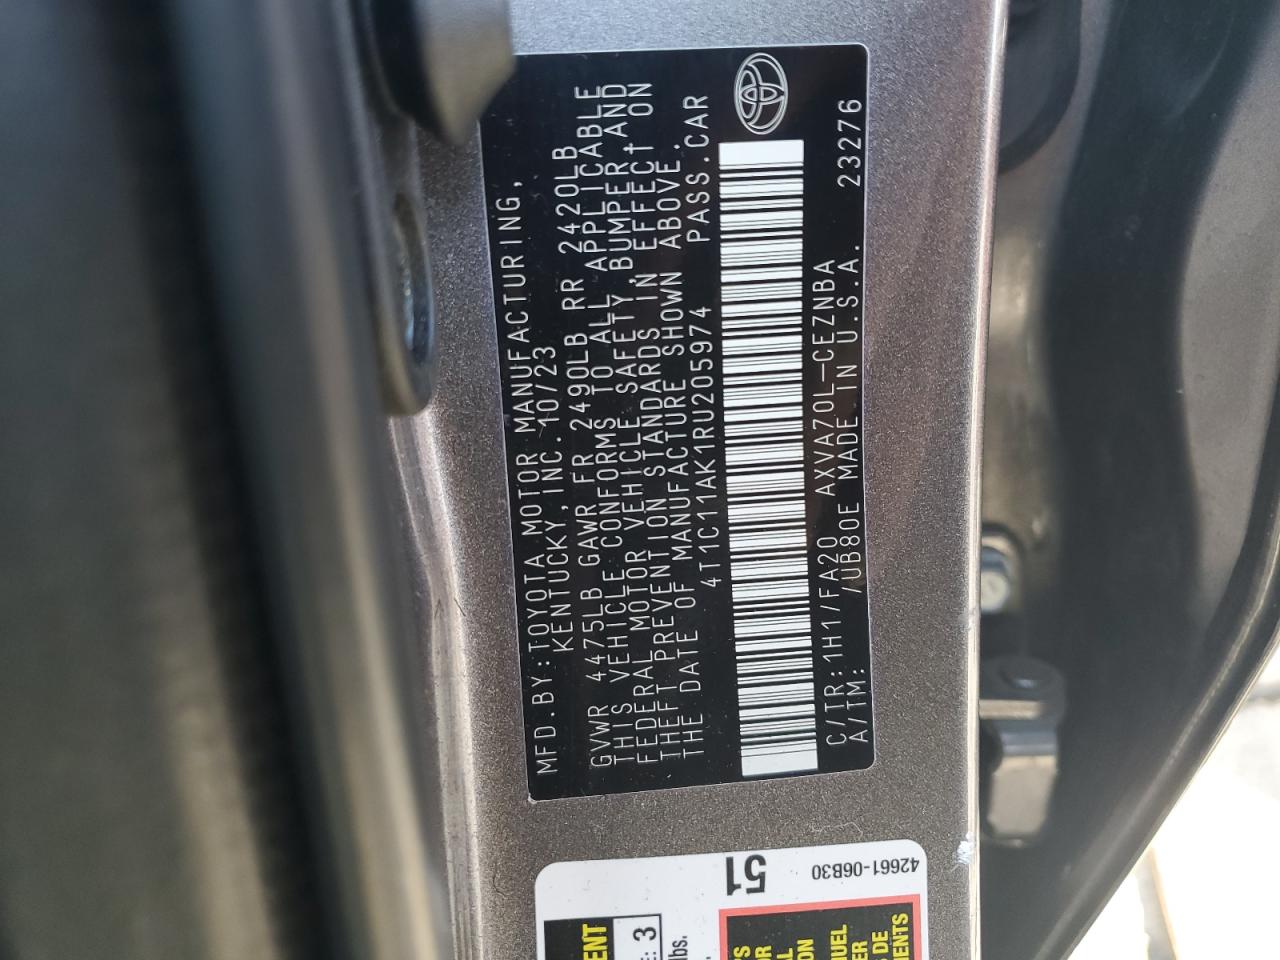 MFD.BY:TOYOTA MOTOR MANUFACTURING,
KENTUCKY,INC.10/23
GVWR 4475LB GAWR FR 2490LB RR 2420LB
THIS VEHICLE CONFORMS TO ALL APPLICABLE
FEDERAL MOTOR VEHICLE SAFETY,BUMPER,AND
THEFT PREVENTION STANDARDS IN EFFECT ON
THE DATE OF MANUFACTURE SHOWN ABOVE.
4T1C11AK1RU205974 PASS.CAR
C/TR:1H1/FA20 AXVA70L-CEZNBA 23276
A/TM: /UB80E MADE IN U.S.A.
51
42661-06B30
3
lbs.